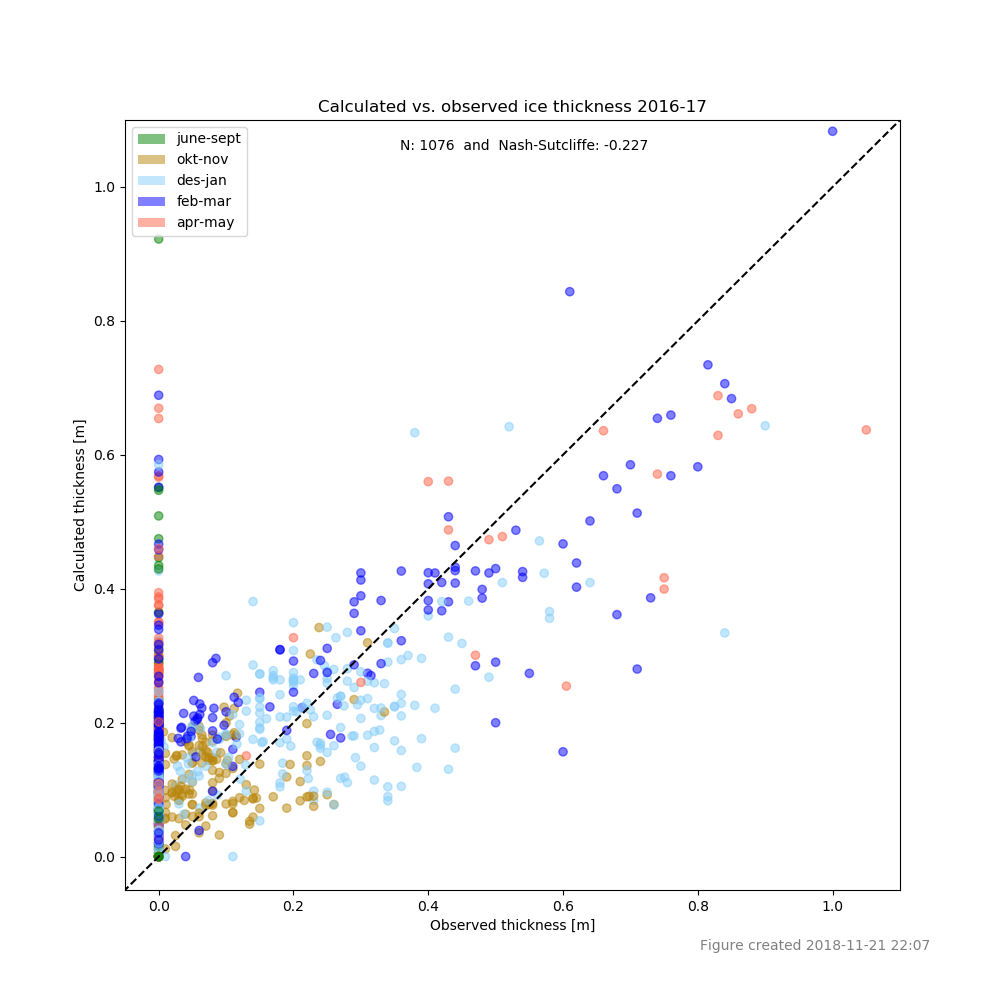 Calculated vs. observed ice thickness 2016-17
N: 1076  and  Nash-Sutcliffe: -0.227
june-sept
okt-nov
des-jan
feb-mar
apr-may
Calculated thickness [m]
1.0
0.8
0.6
0.4
0.2
0.0
0.0 0.2 0.4 0.6 0.8 1.0
Observed thickness [m]
Figure created 2018-11-21 22:07